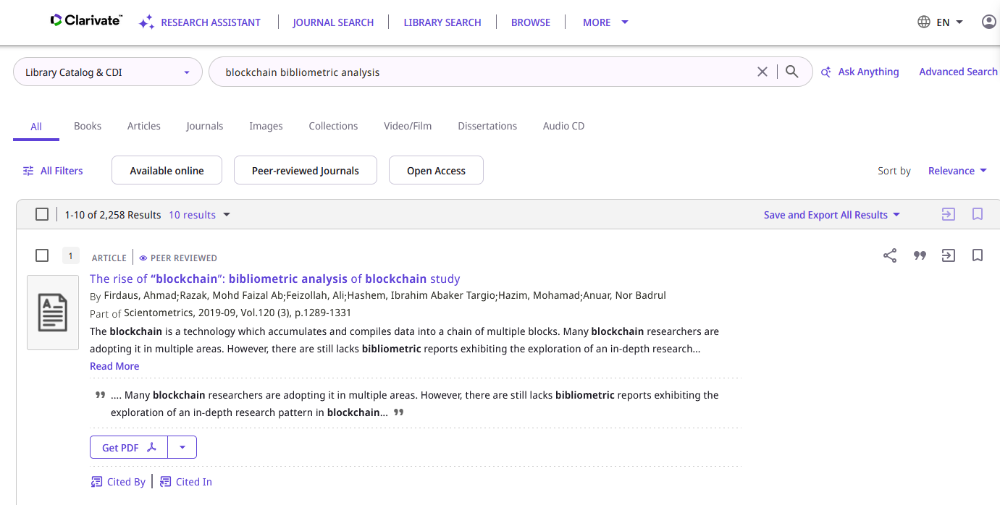 Clarivate™ RESEARCH ASSISTANT JOURNAL SEARCH LIBRARY SEARCH BROWSE MORE EN
Library Catalog & CDI blockchain bibliometric analysis Ask Anything Advanced Search
All Books Articles Journals Images Collections Video/Film Dissertations Audio CD
All Filters Available online Peer-reviewed Journals Open Access Sort by Relevance
1-10 of 2,258 Results 10 results Save and Export All Results
1 ARTICLE PEER REVIEWED
The rise of “blockchain”: bibliometric analysis of blockchain study
By Firdaus, Ahmad;Razak, Mohd Faizal Ab;Feizollah, Ali;Hashem, Ibrahim Abaker Targio;Hazim, Mohamad;Anuar, Nor Badrul
Part of Scientometrics, 2019-09, Vol.120 (3), p.1289-1331
The blockchain is a technology which accumulates and compiles data into a chain of multiple blocks. Many blockchain researchers are
adopting it in multiple areas. However, there are still lacks bibliometric reports exhibiting the exploration of an in-depth research...
Read More
” .... Many blockchain researchers are adopting it in multiple areas. However, there are still lacks bibliometric reports exhibiting the
exploration of an in-depth research pattern in blockchain... ”
Get PDF
Cited By Cited In